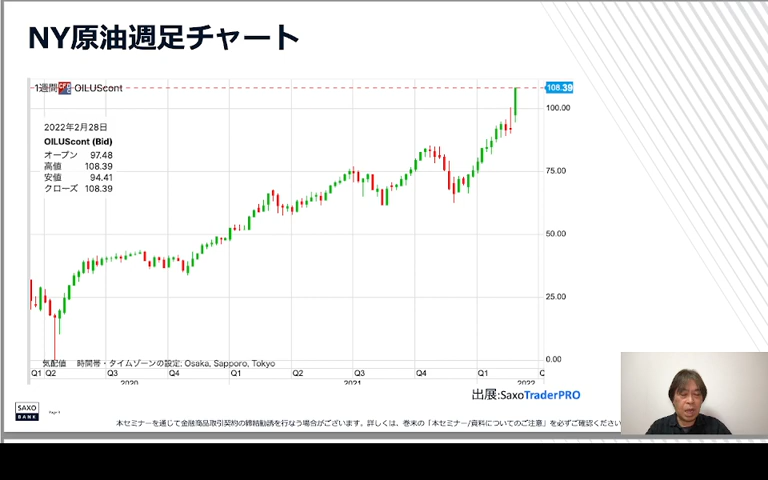 NY原油週足チャート
1週間 CFD OILUScont
108.39
100.00
2022年2月28日
OILUScont (Bid)
オープン 97.48
高値 108.39
安値 94.41
クローズ 108.39
75.00
50.00
25.00
0.00
気配値 時間帯・タイムゾーンの設定: Osaka, Sapporo, Tokyo
Q1 Q2 Q3 Q4 Q1 Q2 Q3 Q4 Q1
2020 2021 2022
出展:SaxoTraderPRO
SAXO
BANK
本セミナーを通じて金融商品取引契約の締結勧誘を行なう場合がございます。詳しくは、巻末の「本セミナー/資料についてのご注意」を必ずご確認ください